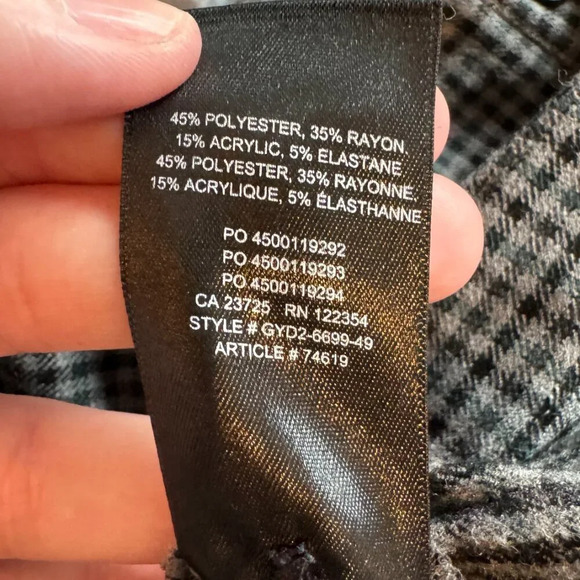 45% POLYESTER, 35% RAYON,
15% ACRYLIC, 5% ELASTANE
45% POLYESTER, 35% RAYONNE,
15% ACRYLIQUE, 5% ÉLASTHANNE
PO 4500119292
PO 4500119293
PO 4500119294
CA 23725 RN 122354
STYLE # GYD2-6699-49
ARTICLE # 74619